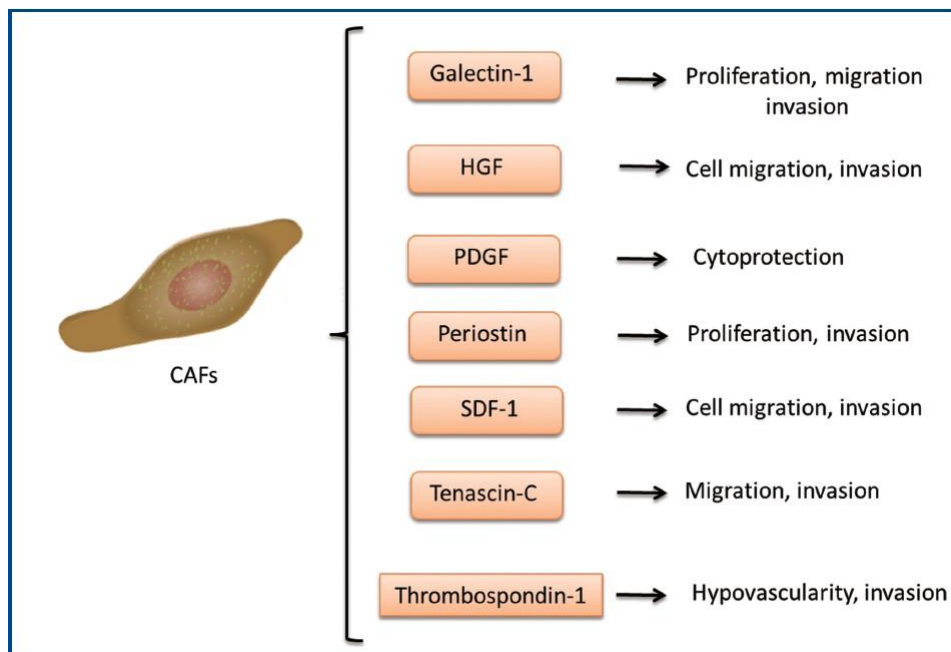 Galectin-1
Proliferation, migration
invasion
HGF
Cell migration, invasion
PDGF
Cytoprotection
Periostin
Proliferation, invasion
CAFs
SDF-1
Cell migration, invasion
Tenascin-C
Migration, invasion
Thrombospondin-1
Hypovascularity, invasion